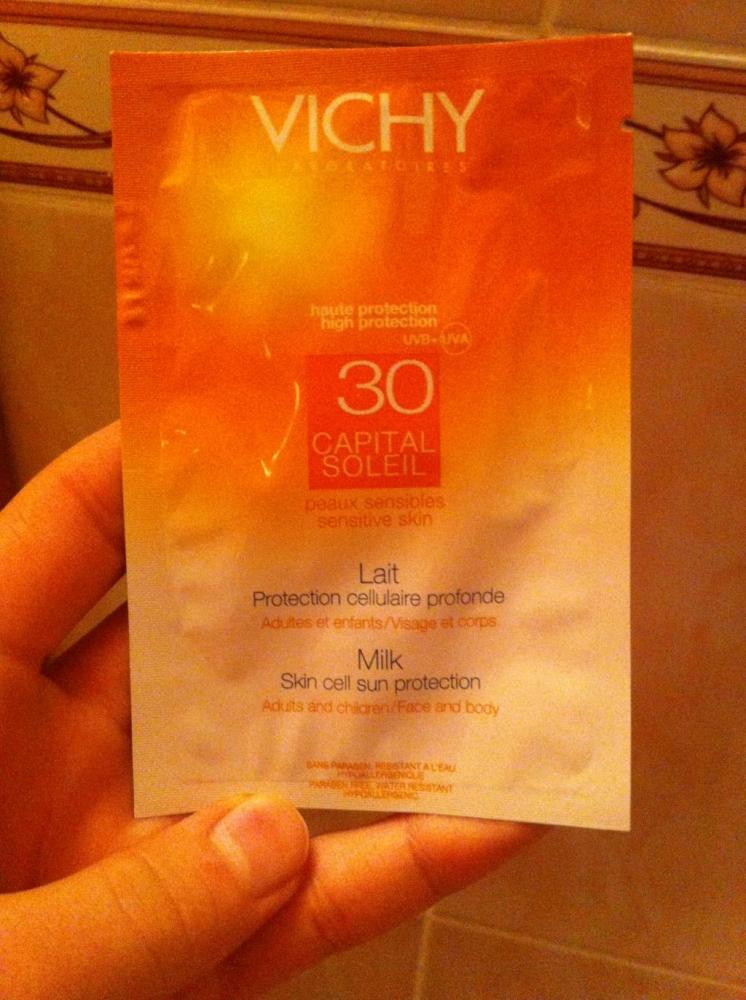 VICHY
LABORATOIRES
haute protection
high protection
UVB+UVA
30
CAPITAL
SOLEIL
peaux sensibles
sensitive skin
Lait
Protection cellulaire profonde
Adultes et enfants/Visage et corps
Milk
Skin cell sun protection
Adults and children/Face and body
SANS PARABEN, RESISTANT A L'EAU
HYPOALLERGENIQUE
PARABEN FREE, WATER RESISTANT
HYPOALLERGENIC